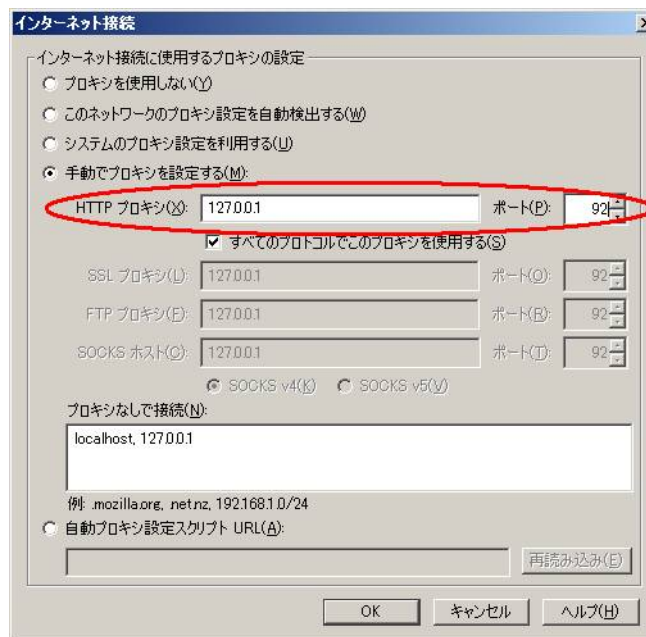 インターネット接続
インターネット接続に使用するプロキシの設定
プロキシを使用しない(Y)
このネットワークのプロキシ設定を自動検出する(W)
システムのプロキシ設定を利用する(U)
手動でプロキシを設定する(M):
HTTP プロキシ(X): 127.0.0.1 ポート(P): 92
すべてのプロトコルでこのプロキシを使用する(S)
SSL プロキシ(L): 127.0.0.1 ポート(O): 92
FTP プロキシ(F): 127.0.0.1 ポート(R): 92
SOCKS ホスト(C): 127.0.0.1 ポート(T): 92
SOCKS v4(K) SOCKS v5(V)
プロキシなしで接続(N):
localhost, 127.0.0.1
例: .mozilla.org, .net.nz, 192.168.1.0/24
自動プロキシ設定スクリプト URL(A):
再読み込み(E)
OK キャンセル ヘルプ(H)